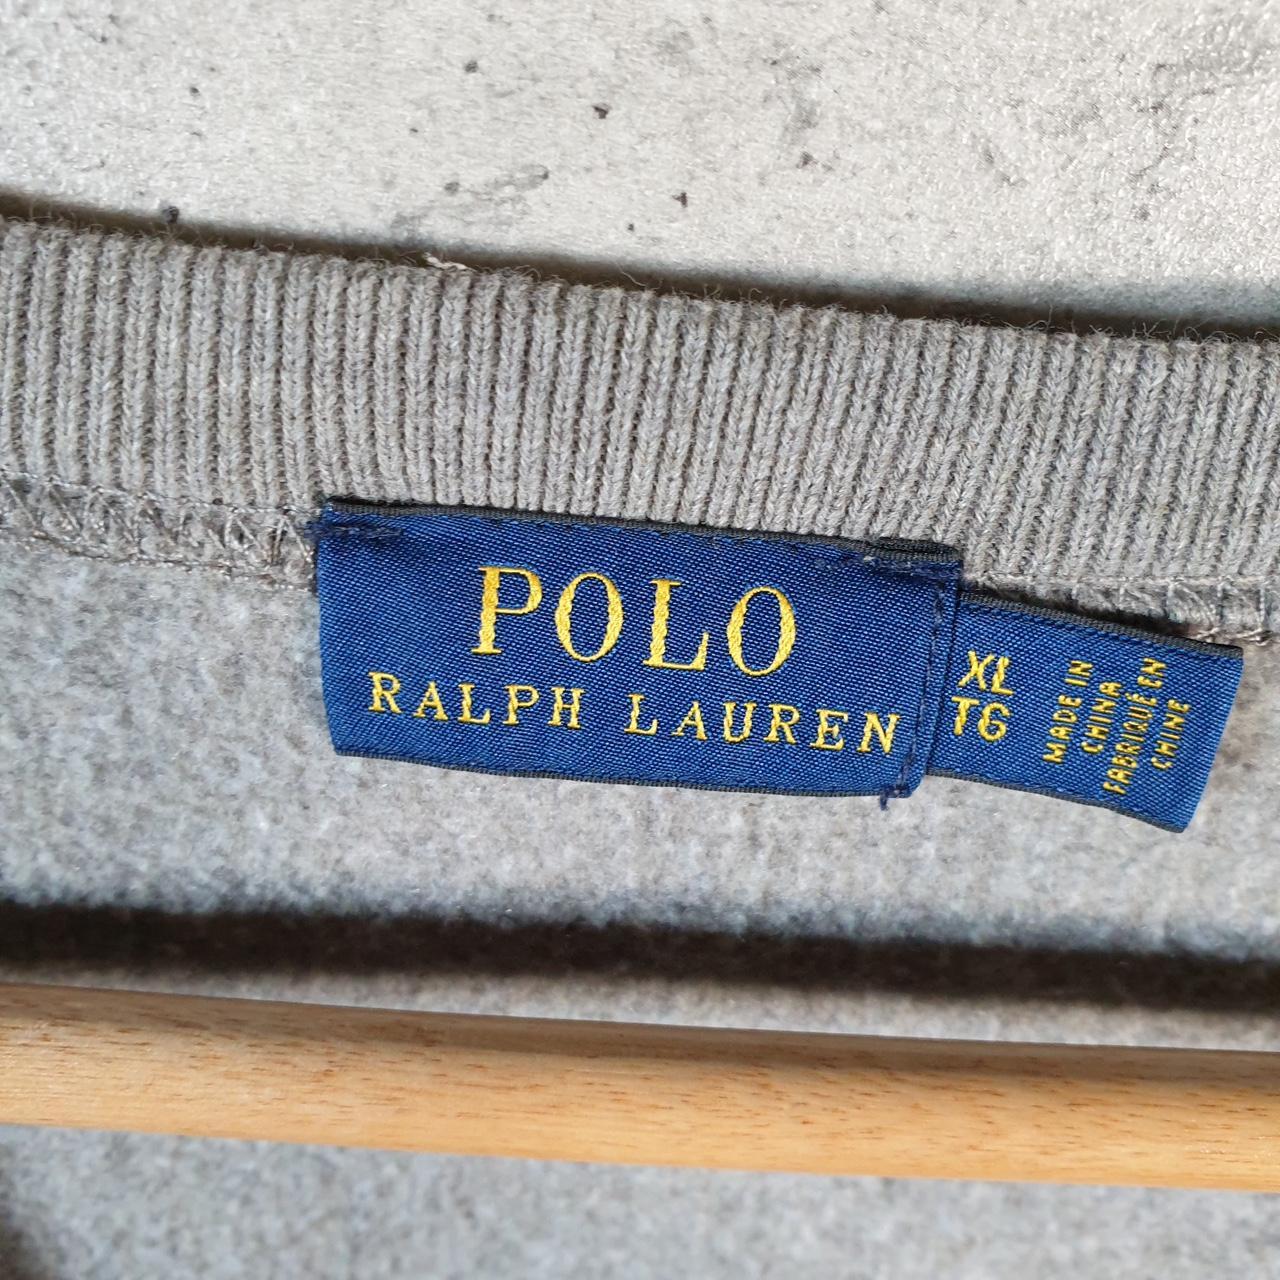 POLO
RALPH LAUREN
XL
TG
MADE IN
CHINA
FABRIQUÉ EN
CHINE